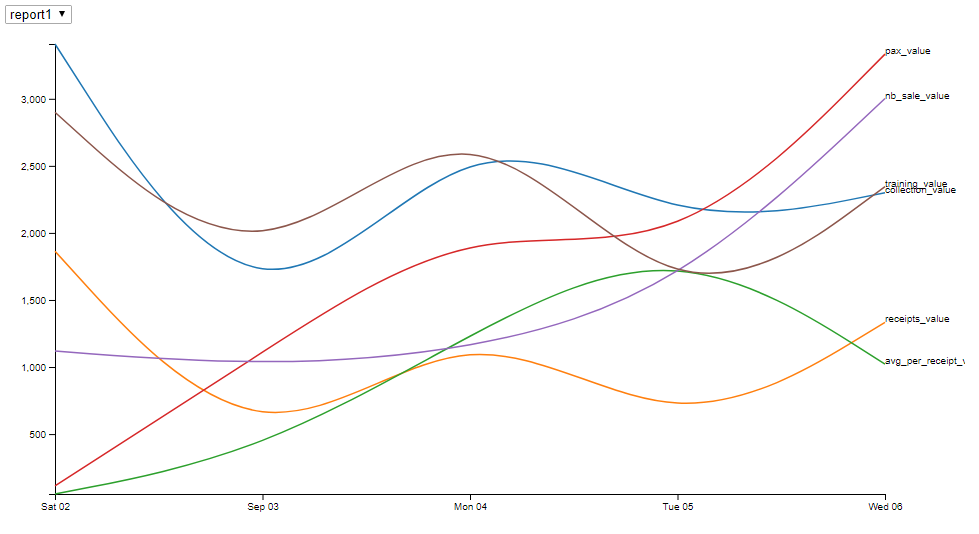 report1
3,000
2,500
2,000
1,500
1,000
500
pax_value
nb_sale_value
training_value
collection_value
receipts_value
avg_per_receipt_v
Sat 02 Sep 03 Mon 04 Tue 05 Wed 06